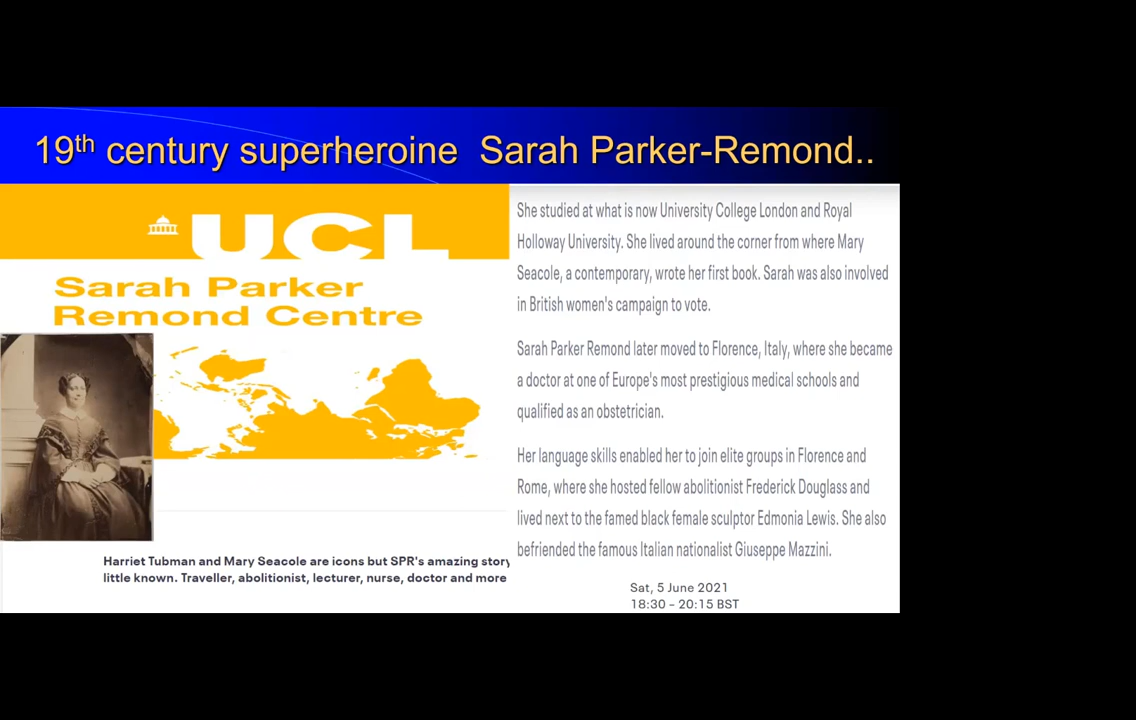 19th century superheroine Sarah Parker-Remond..
UCL
Sarah Parker
Remond Centre
Harriet Tubman and Mary Seacole are icons but SPR's amazing story
little known. Traveller, abolitionist, lecturer, nurse, doctor and more
She studied at what is now University College London and Royal
Holloway University. She lived around the corner from where Mary
Seacole, a contemporary, wrote her first book. Sarah was also involved
in British women's campaign to vote.
Sarah Parker Remond later moved to Florence, Italy, where she became
a doctor at one of Europe's most prestigious medical schools and
qualified as an obstetrician.
Her language skills enabled her to join elite groups in Florence and
Rome, where she hosted fellow abolitionist Frederick Douglass and
lived next to the famed black female sculptor Edmonia Lewis. She also
befriended the famous Italian nationalist Giuseppe Mazzini.
Sat, 5 June 2021
18:30 – 20:15 BST